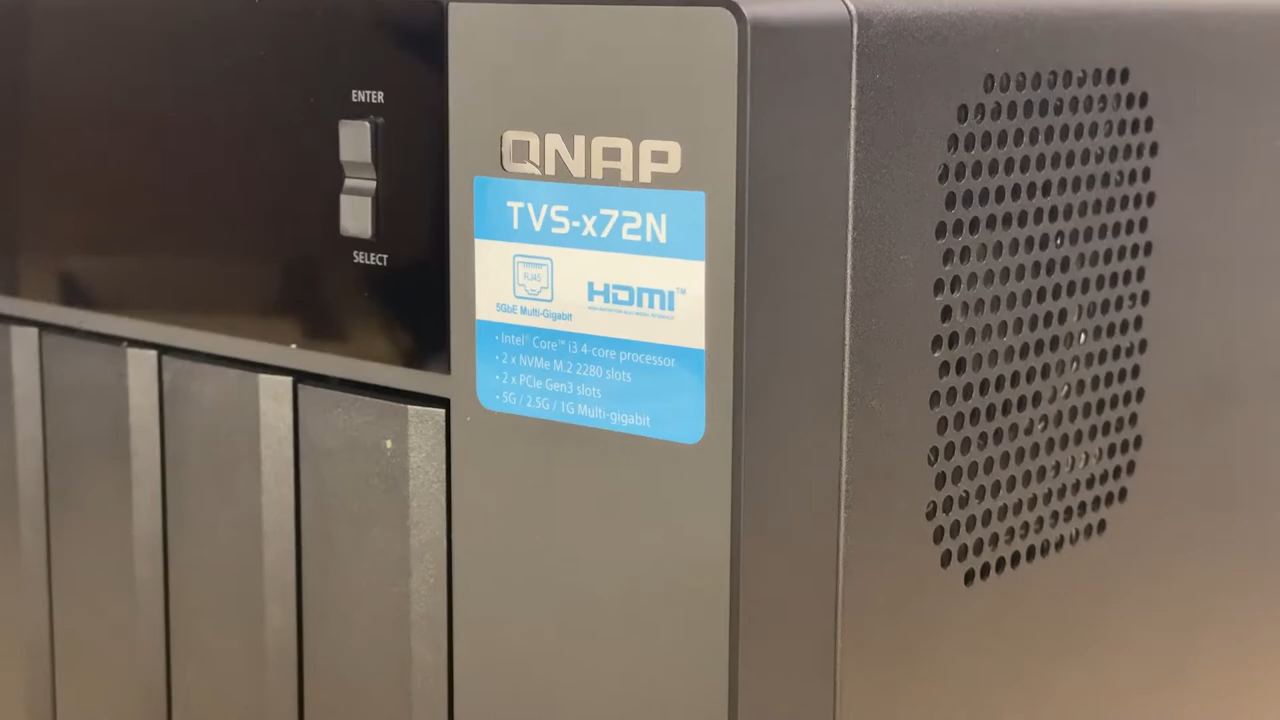 ENTER
SELECT
QNAP
TVS-x72N
RJ45
5GbE Multi-Gigabit
HDMI™
• Intel® Core™ i3 4-core processor
• 2 x NVMe M.2 2280 slots
• 2 x PCIe Gen3 slots
• 5G / 2.5G / 1G Multi-gigabit